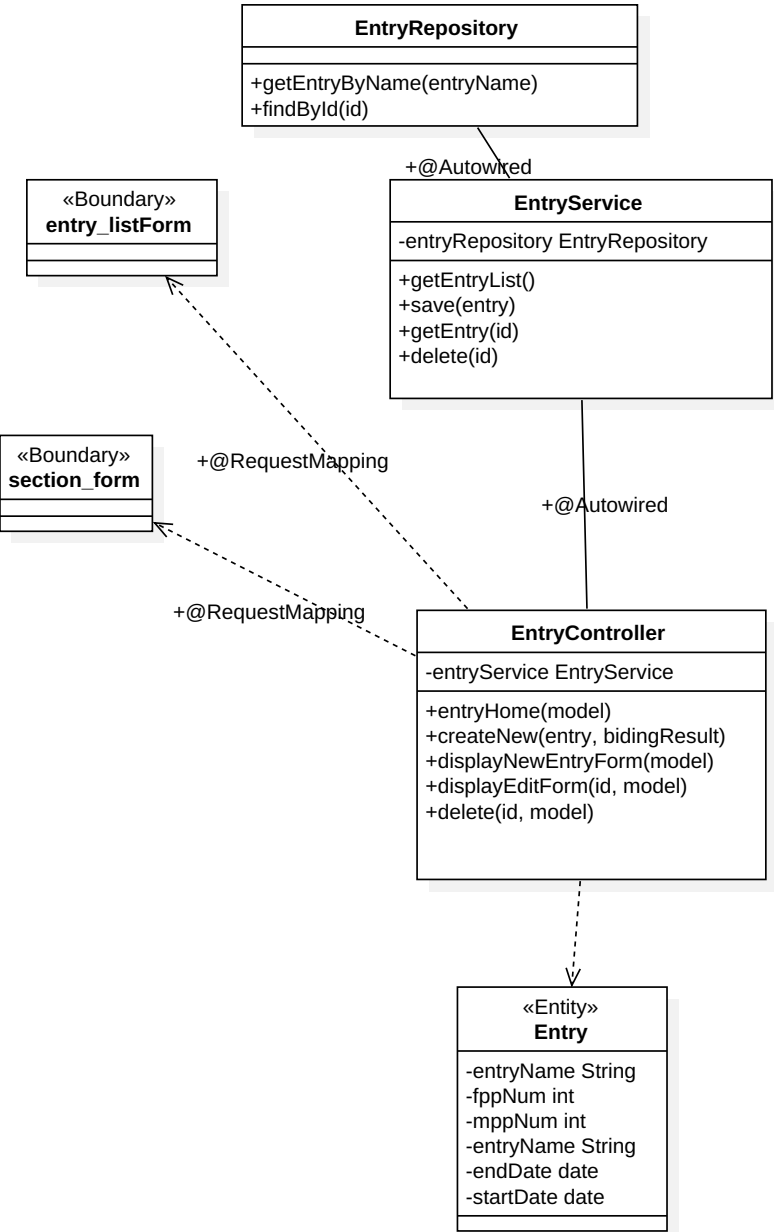 EntryRepository
+getEntryByName(entryName)
+findById(id)
+@Autowired
«Boundary»
entry_listForm
EntryService
-entryRepository EntryRepository
+getEntryList()
+save(entry)
+getEntry(id)
+delete(id)
«Boundary»
section_form
+@RequestMapping
+@Autowired
+@RequestMapping
EntryController
-entryService EntryService
+entryHome(model)
+createNew(entry, bidingResult)
+displayNewEntryForm(model)
+displayEditForm(id, model)
+delete(id, model)
«Entity»
Entry
-entryName String
-fppNum int
-mppNum int
-entryName String
-endDate date
-startDate date